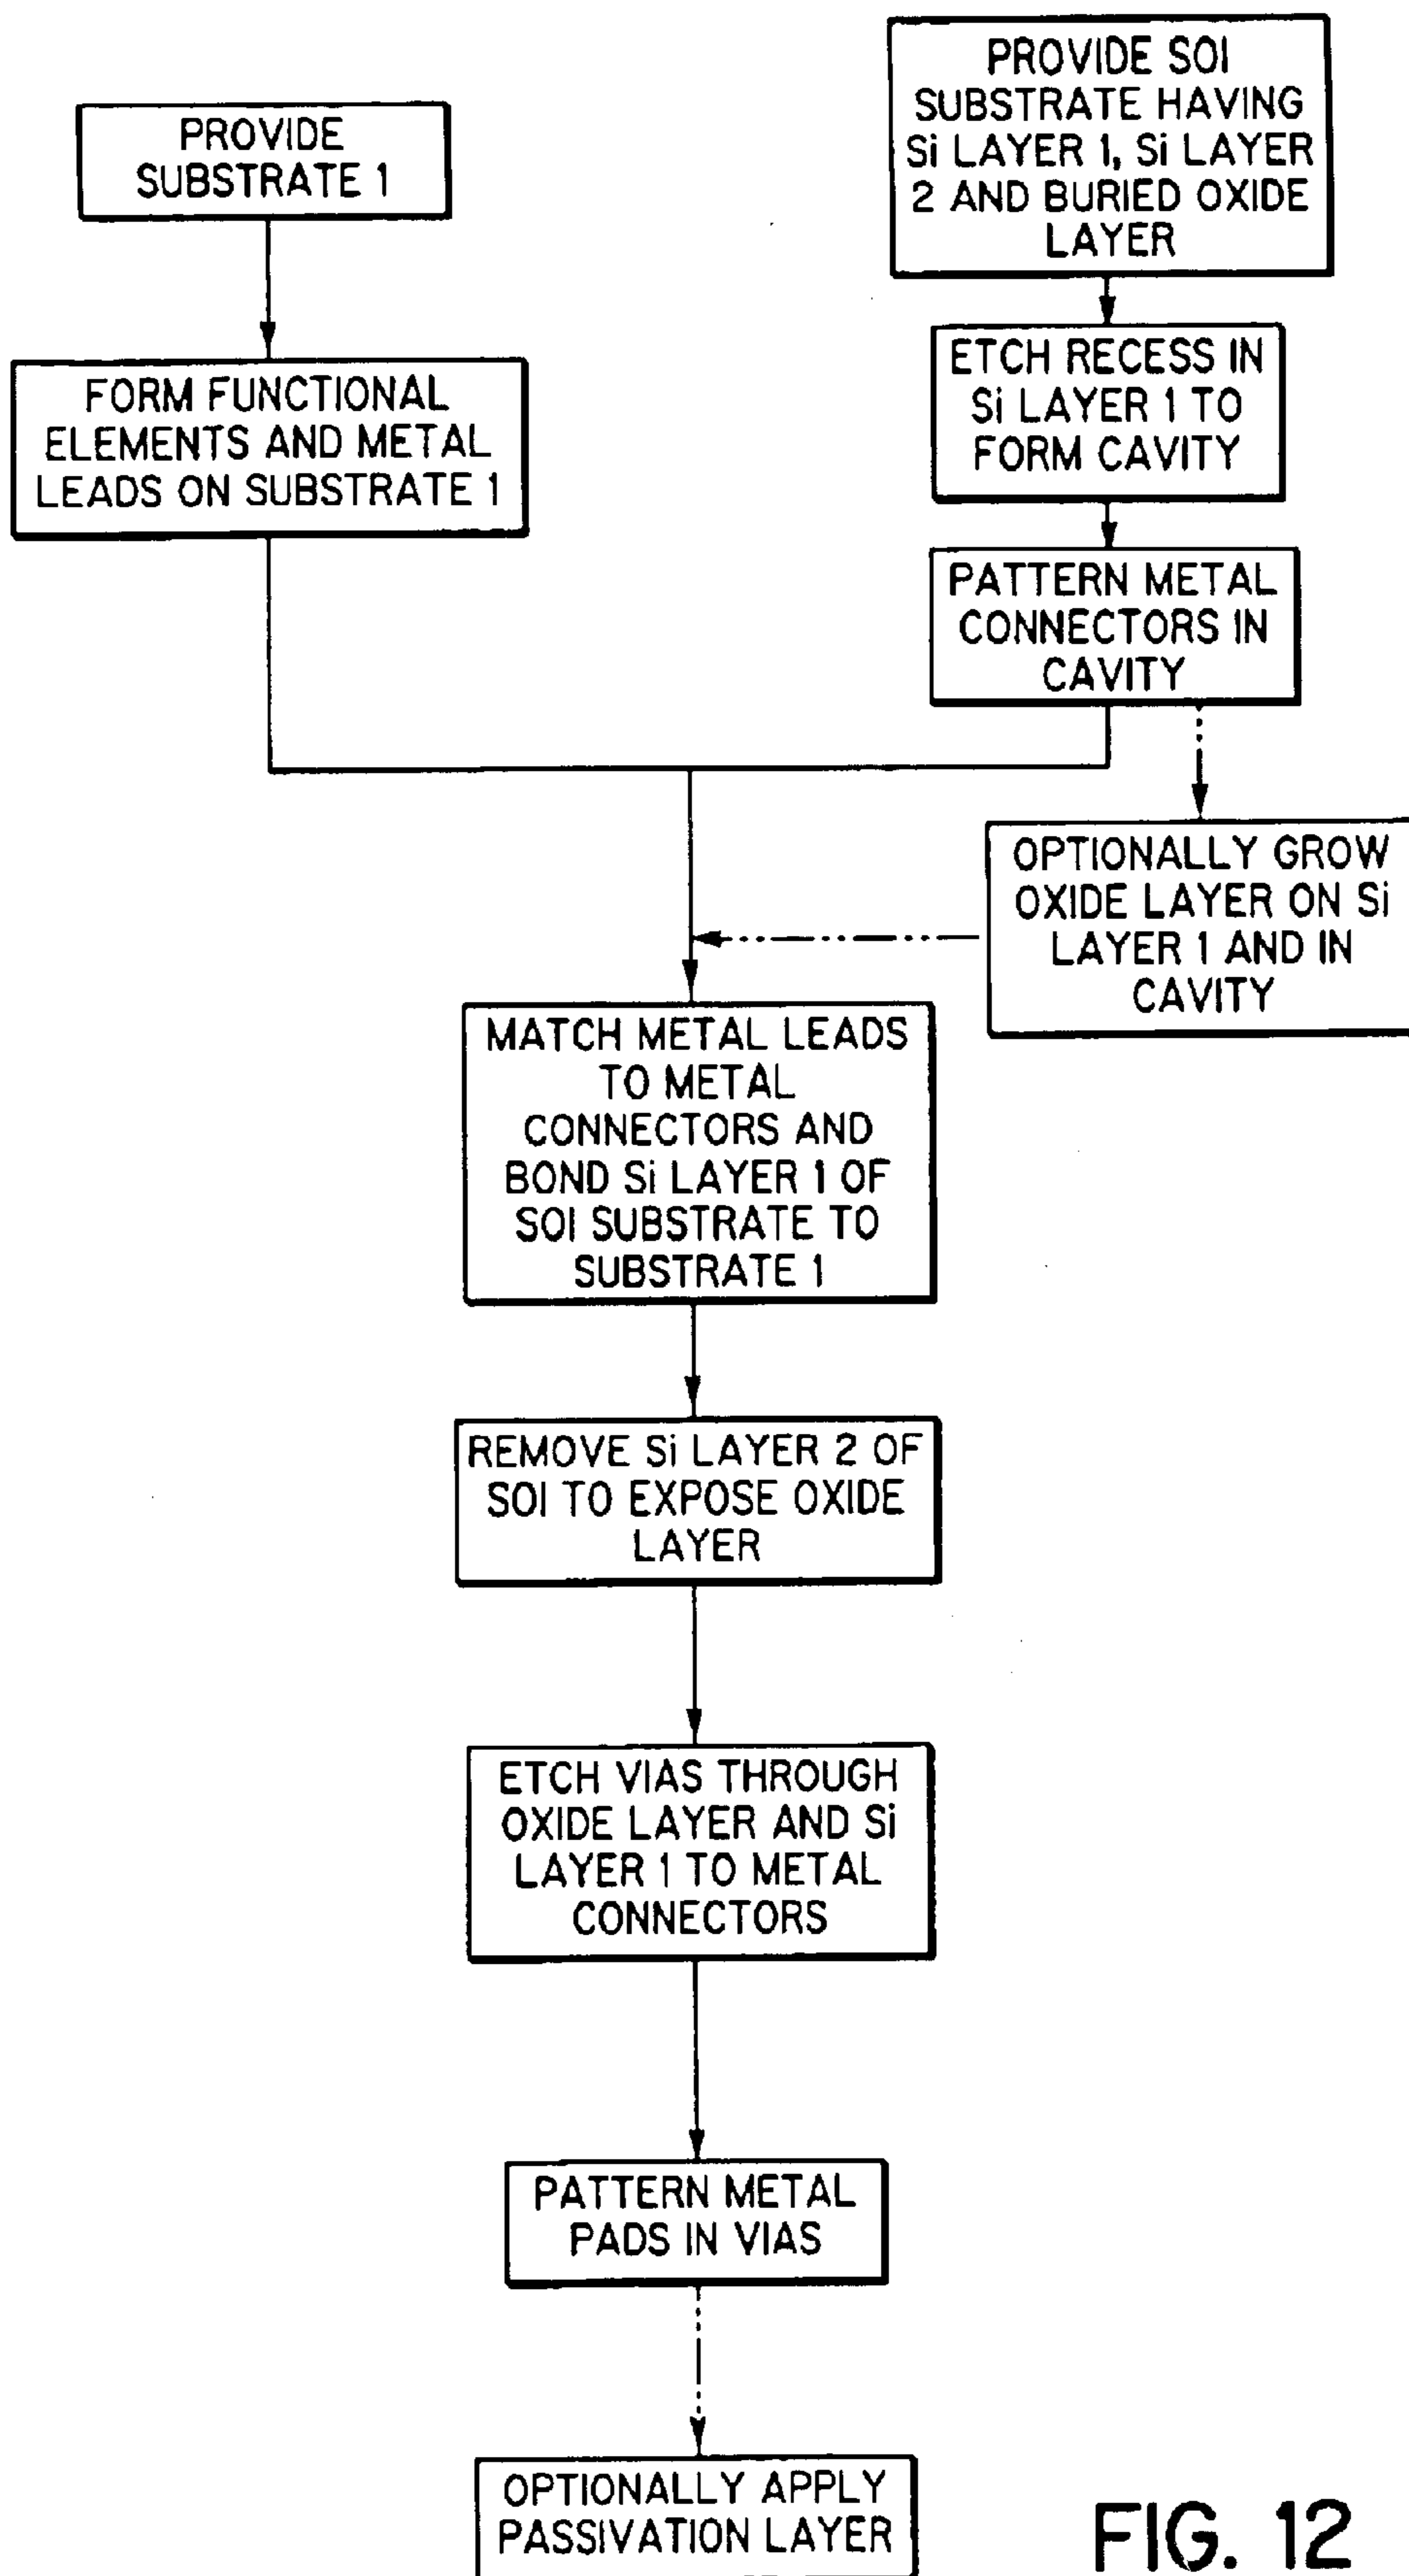 PROVIDE
SUBSTRATE 1
FORM FUNCTIONAL
ELEMENTS AND METAL
LEADS ON SUBSTRATE 1
PROVIDE SOI
SUBSTRATE HAVING
Si LAYER 1, Si LAYER
2 AND BURIED OXIDE
LAYER
ETCH RECESS IN
Si LAYER 1 TO
FORM CAVITY
PATTERN METAL
CONNECTORS IN
CAVITY
OPTIONALLY GROW
OXIDE LAYER ON Si
LAYER 1 AND IN
CAVITY
MATCH METAL LEADS
TO METAL
CONNECTORS AND
BOND Si LAYER 1 OF
SOI SUBSTRATE TO
SUBSTRATE 1
REMOVE Si LAYER 2 OF
SOI TO EXPOSE OXIDE
LAYER
ETCH VIAS THROUGH
OXIDE LAYER AND Si
LAYER 1 TO METAL
CONNECTORS
PATTERN METAL
PADS IN VIAS
OPTIONALLY APPLY
PASSIVATION LAYER
FIG. 12